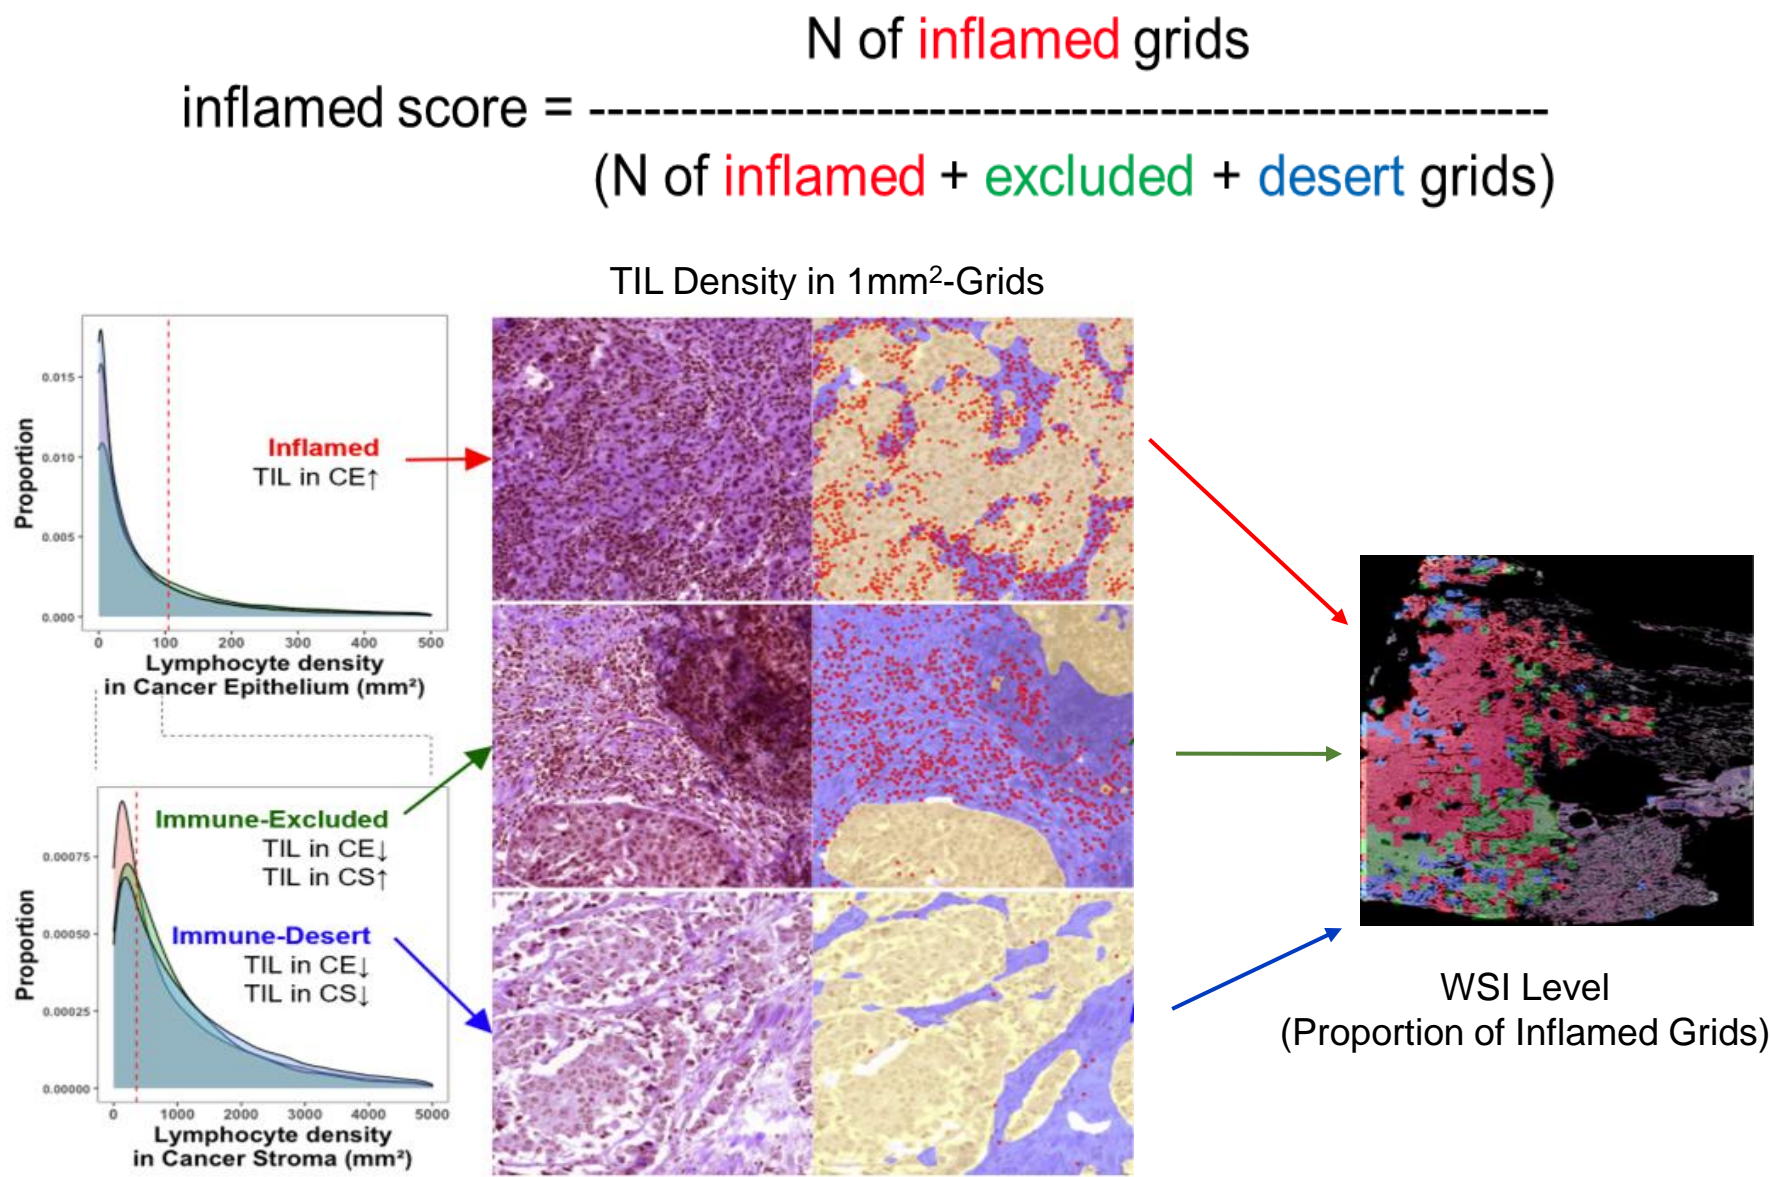 N of inflamed grids
inflamed score = ------------------------------------------------------
(N of inflamed + excluded + desert grids)
TIL Density in 1mm²-Grids
Proportion
0.015
0.010
0.005
0.000
Inflamed
TIL in CE↑
0 100 200 300 400 500
Lymphocyte density
in Cancer Epithelium (mm²)
Proportion
0.00075
0.00050
0.00025
0.00000
Immune-Excluded
TIL in CE↓
TIL in CS↑
Immune-Desert
TIL in CE↓
TIL in CS↓
0 1000 2000 3000 4000 5000
Lymphocyte density
in Cancer Stroma (mm²)
WSI Level
(Proportion of Inflamed Grids)